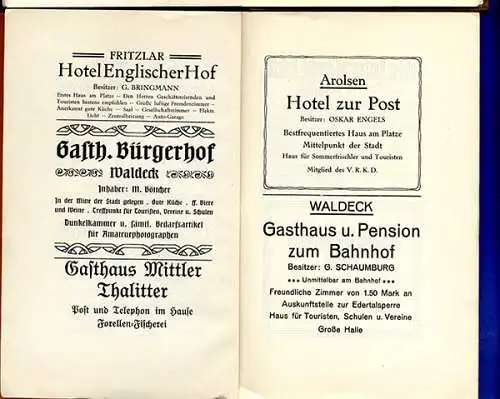 FRITZLAR
Hotel Englischer Hof
Besitzer: G. BRINGMANN
Erstes Haus am Platze – Den Herren Geschäftsreisenden und
Touristen bestens empfohlen – Große luftige Fremdenzimmer –
Anerkannt gute Küche – Saal – Gesellschaftszimmer – Elektr.
Licht – Zentralheizung – Auto-Garage
Gasth. Bürgerhof
Waldeck
Inhaber: M. Böttcher
In der Mitte der Stadt gelegen . Gute Küche . ff. Biere
und Weine . Treffpunkt für Touristen, Vereine u. Schulen
Dunkelkammer u. sämtl. Bedarfsartikel
für Amateurphotographen
Gasthaus Mittler
Thalitter
Post und Telephon im Hause
Forellen-Fischerei
Arolsen
Hotel zur Post
Besitzer: OSKAR ENGELS
Bestfrequentiertes Haus am Platze
Mittelpunkt der Stadt
Haus für Sommerfrischler und Touristen
Mitglied des V. R. K. D.
WALDECK
Gasthaus u. Pension
zum Bahnhof
Besitzer: G. SCHAUMBURG
••• Unmittelbar am Bahnhof •••
Freundliche Zimmer von 1.50 Mark an
Auskunftstelle zur Edertalsperre
Haus für Touristen, Schulen u. Vereine
Große Halle